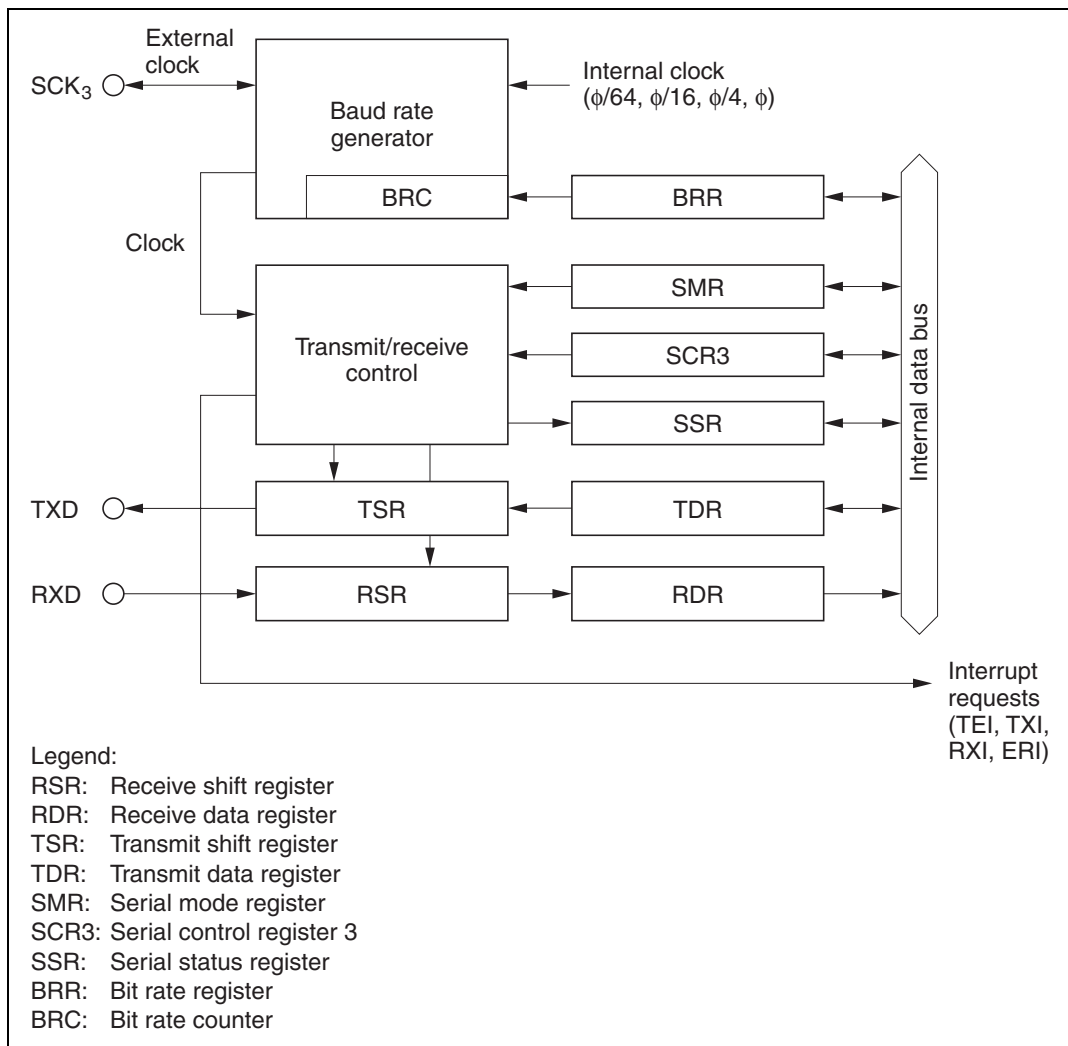 External
clock
SCK3
Internal clock
(ϕ/64, ϕ/16, ϕ/4, ϕ)
Baud rate
generator
BRC
BRR
Clock
SMR
Transmit/receive
control
SCR3
SSR
Internal data bus
TXD
TSR
TDR
RXD
RSR
RDR
Interrupt
requests
(TEI, TXI,
RXI, ERI)
Legend:
RSR: Receive shift register
RDR: Receive data register
TSR: Transmit shift register
TDR: Transmit data register
SMR: Serial mode register
SCR3: Serial control register 3
SSR: Serial status register
BRR: Bit rate register
BRC: Bit rate counter